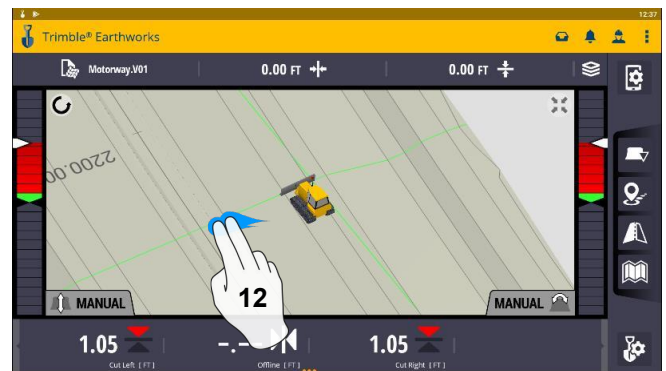 12:37
Trimble® Earthworks
Motorway.V01 0.00 FT 0.00 FT
2200.00
12
MANUAL MANUAL
1.05 -.-- 1.05
Cut Left [FT] Offline [FT] Cut Right [FT]